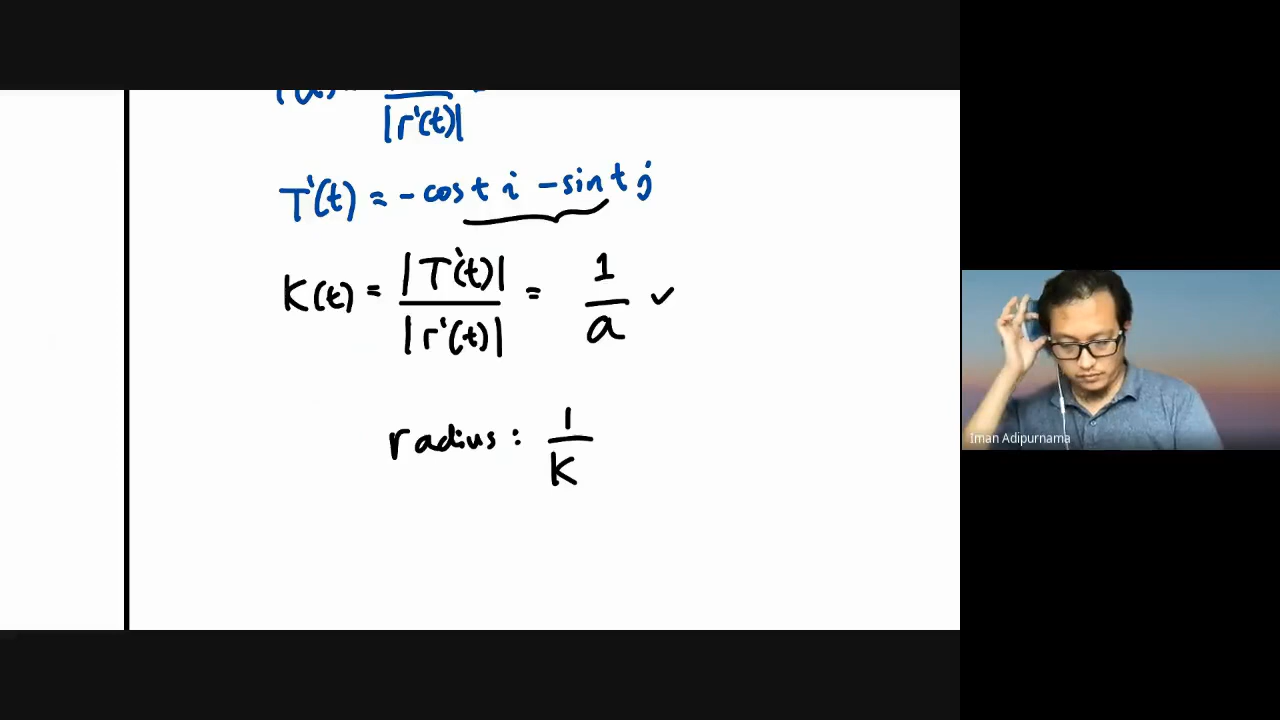 |r'(t)|
T'(t) = -cos t i - sin t j
K(t) = |T'(t)| / |r'(t)| = 1/a ✓
radius : 1/K
Iman Adipurnama